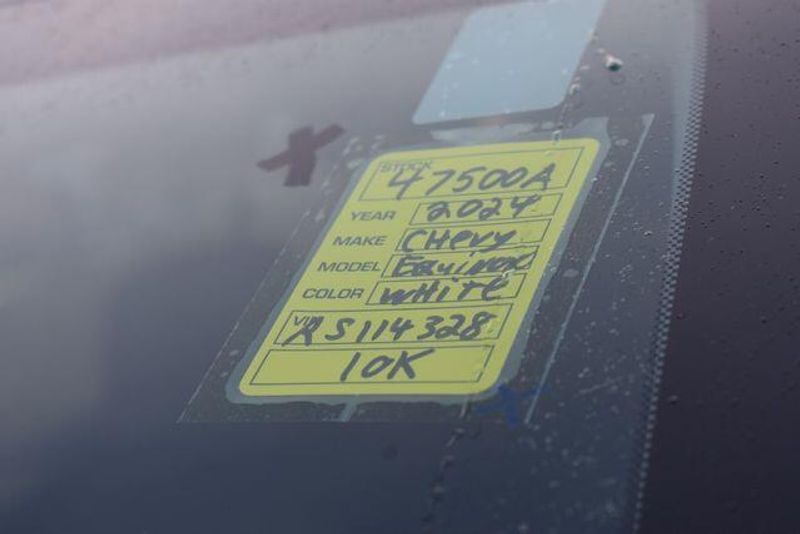 STOCK 47500A
YEAR 2024
MAKE CHevy
MODEL Equinox
COLOR WHITe
VIN RS114328
10K